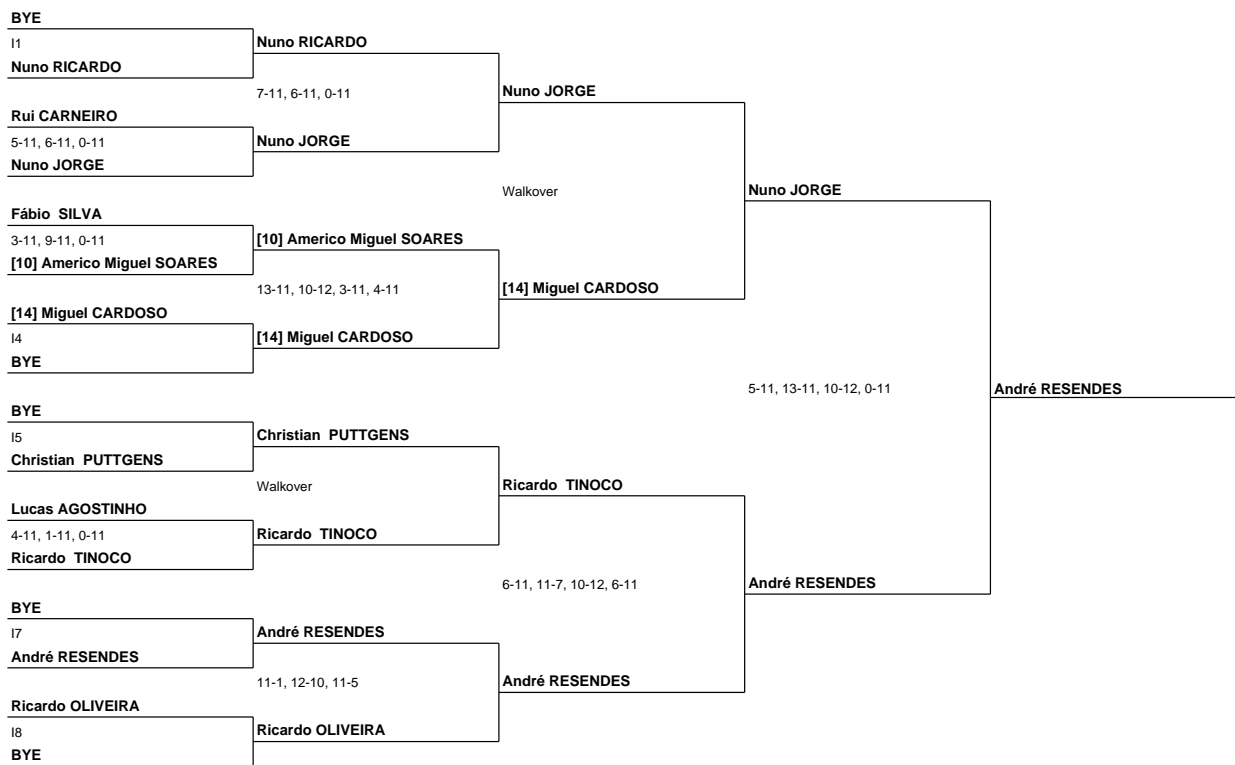 BYE
I1
Nuno RICARDO
Nuno RICARDO
7-11, 6-11, 0-11
Nuno JORGE
Rui CARNEIRO
5-11, 6-11, 0-11
Nuno JORGE
Nuno JORGE
Walkover
Nuno JORGE
Fábio SILVA
3-11, 9-11, 0-11
[10] Americo Miguel SOARES
[10] Americo Miguel SOARES
13-11, 10-12, 3-11, 4-11
[14] Miguel CARDOSO
[14] Miguel CARDOSO
I4
BYE
[14] Miguel CARDOSO
5-11, 13-11, 10-12, 0-11
André RESENDES
BYE
I5
Christian PUTTGENS
Christian PUTTGENS
Walkover
Ricardo TINOCO
Lucas AGOSTINHO
4-11, 1-11, 0-11
Ricardo TINOCO
Ricardo TINOCO
6-11, 11-7, 10-12, 6-11
André RESENDES
BYE
I7
André RESENDES
André RESENDES
11-1, 12-10, 11-5
André RESENDES
Ricardo OLIVEIRA
I8
BYE
Ricardo OLIVEIRA